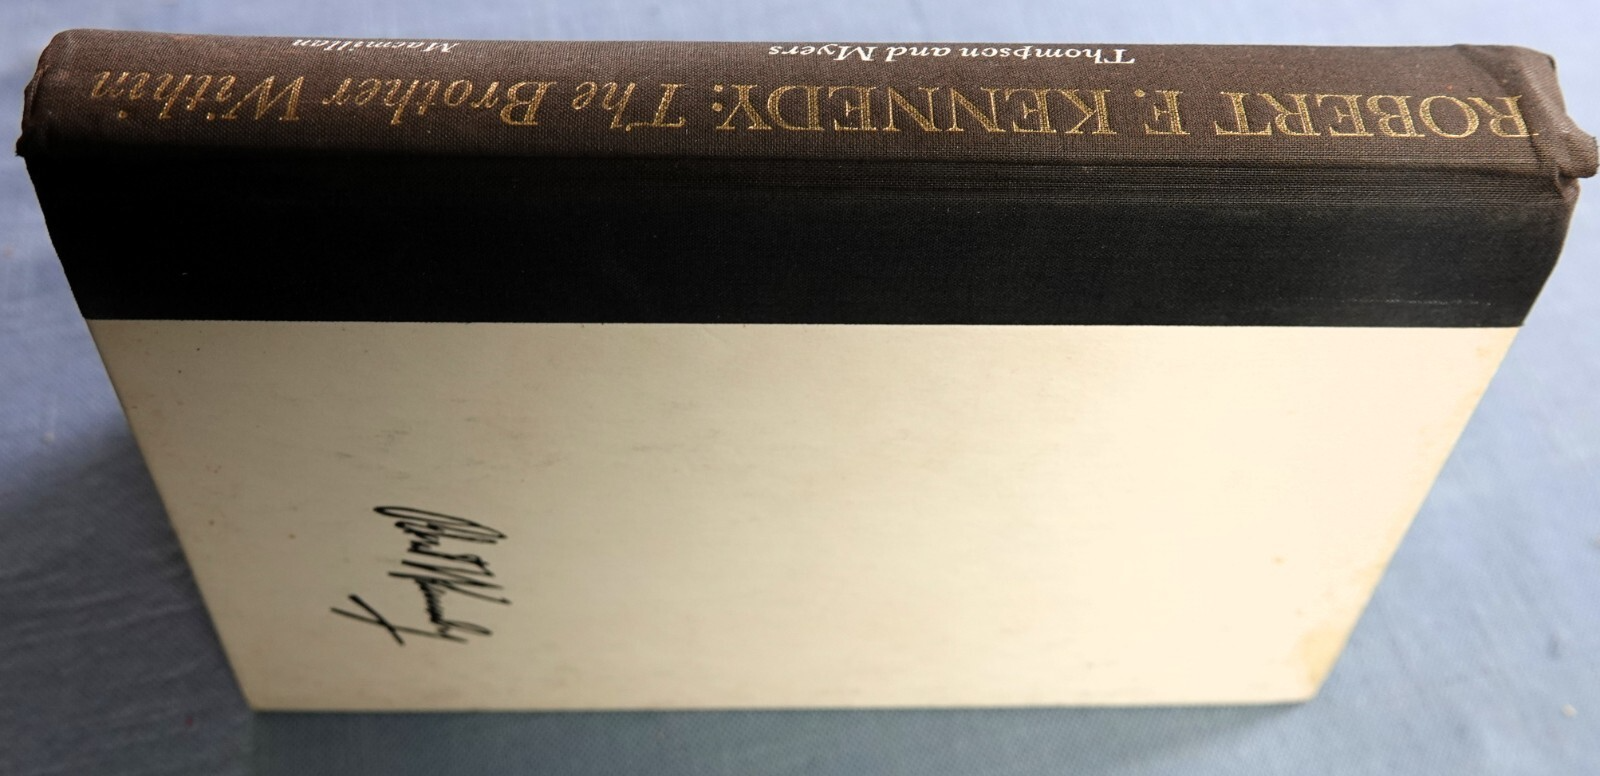 ROBERT F. KENNEDY: The Brother Within
Thompson and Myers
Macmillan